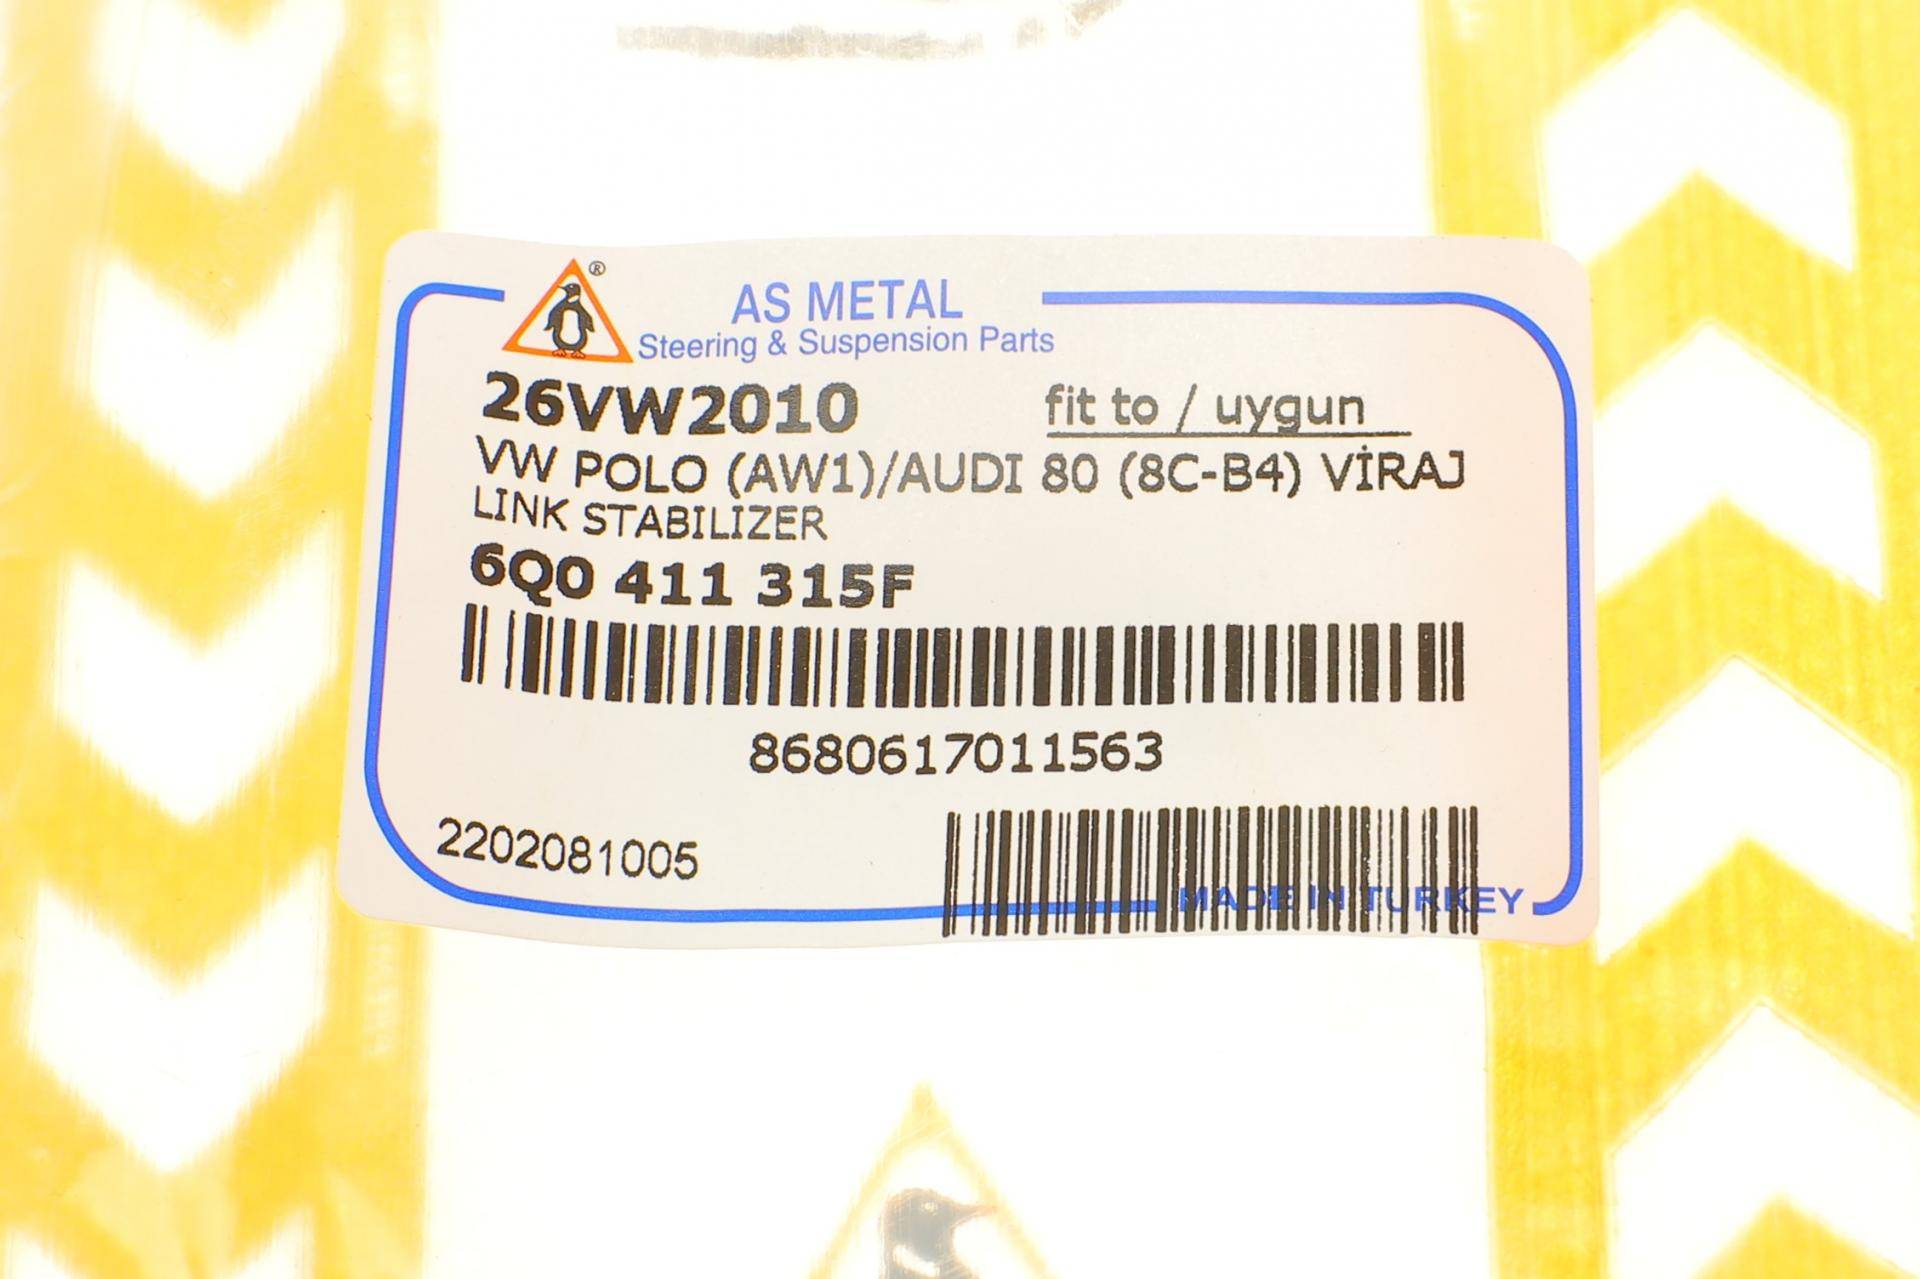 ®
AS METAL
Steering & Suspension Parts
26VW2010
fit to / uygun
VW POLO (AW1)/AUDI 80 (8C-B4) VİRAJ
LINK STABILIZER
6Q0 411 315F
8680617011563
2202081005
MADE IN TURKEY